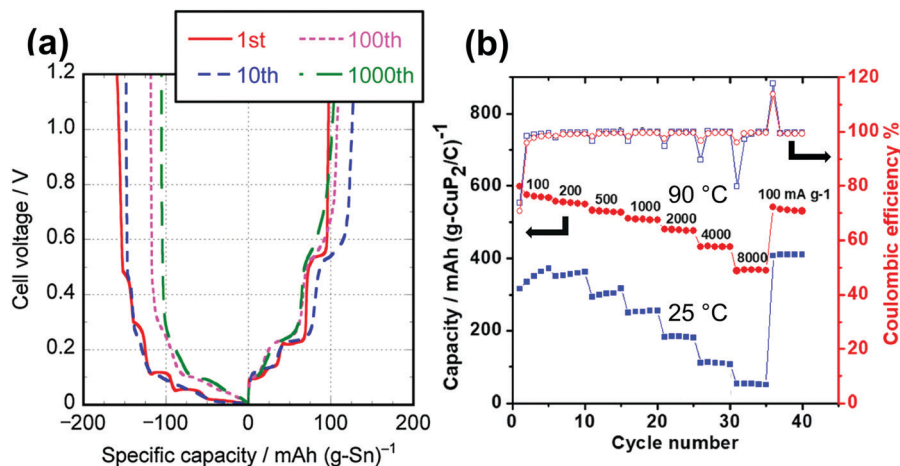 (a)
1st 100th
10th 1000th
Cell voltage / V
1.2
1.0
0.8
0.6
0.4
0.2
0
−200 −100 0 100 200
Specific capacity / mAh (g-Sn)⁻¹
(b)
Capacity / mAh (g-CuP₂/C)⁻¹
800
600
400
200
0
120
100
80
60
40
20
0
Coulombic efficiency %
90 °C
100 200 500 1000 2000 4000 8000 100 mA g-1
25 °C
0 10 20 30 40
Cycle number